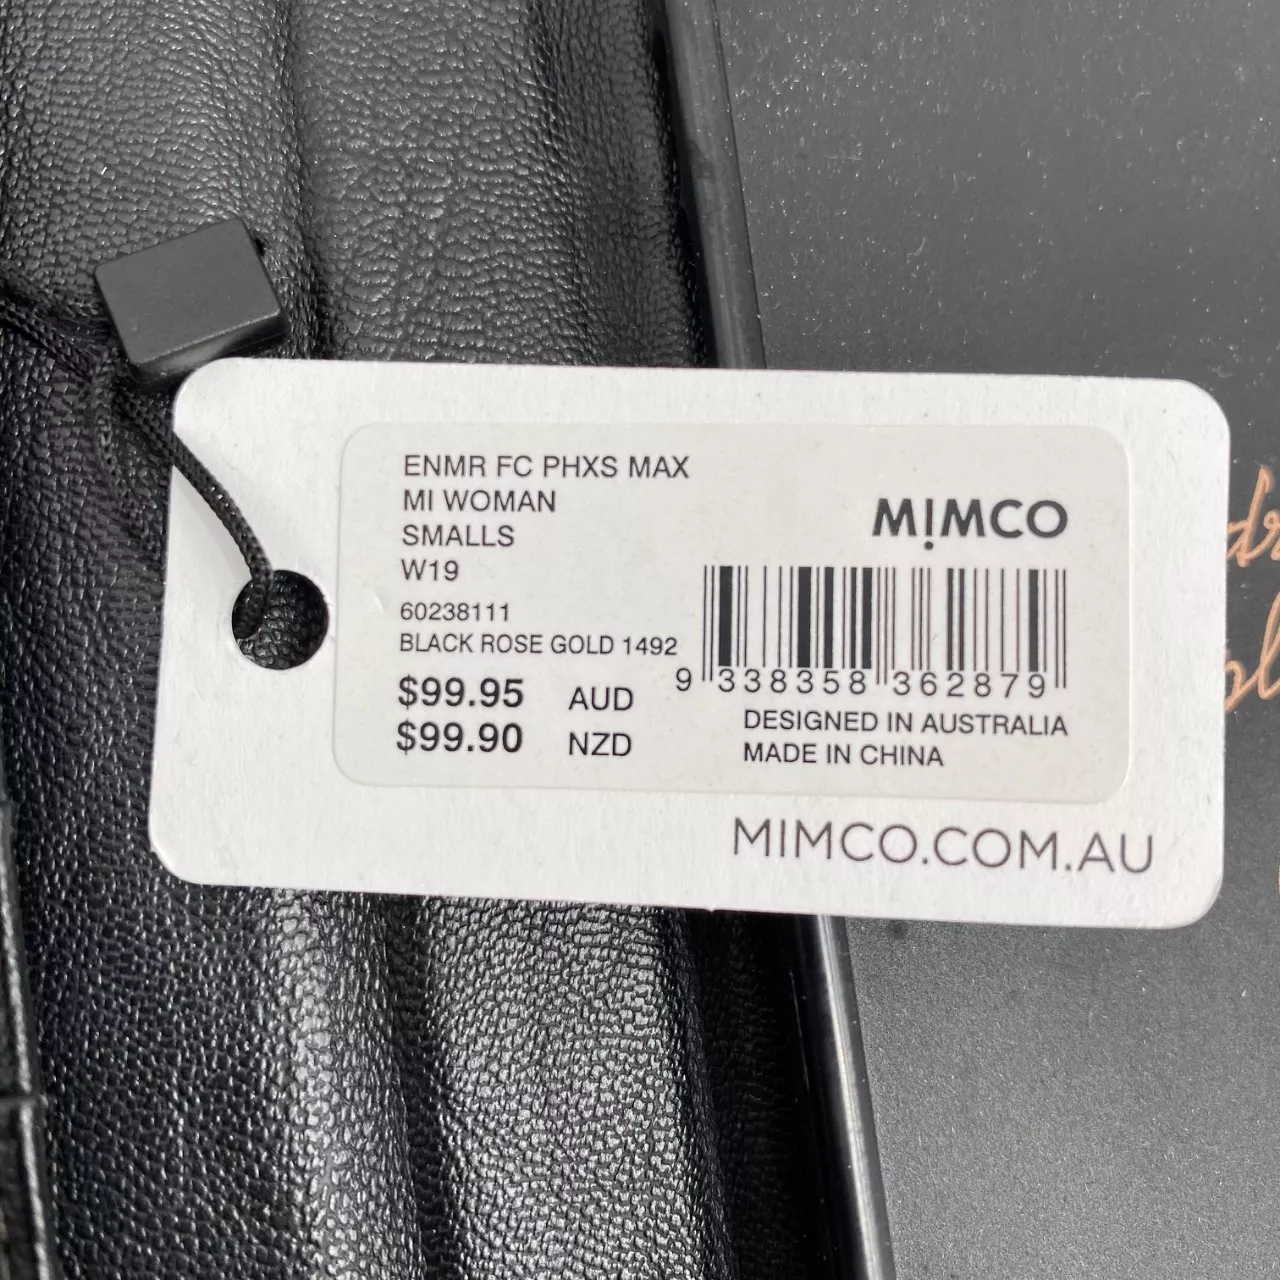 ENMR FC PHXS MAX
MI WOMAN
SMALLS
W19
60238111
BLACK ROSE GOLD 1492
$99.95 AUD
$99.90 NZD
MIMCO
9 338358 362879
DESIGNED IN AUSTRALIA
MADE IN CHINA
MIMCO.COM.AU